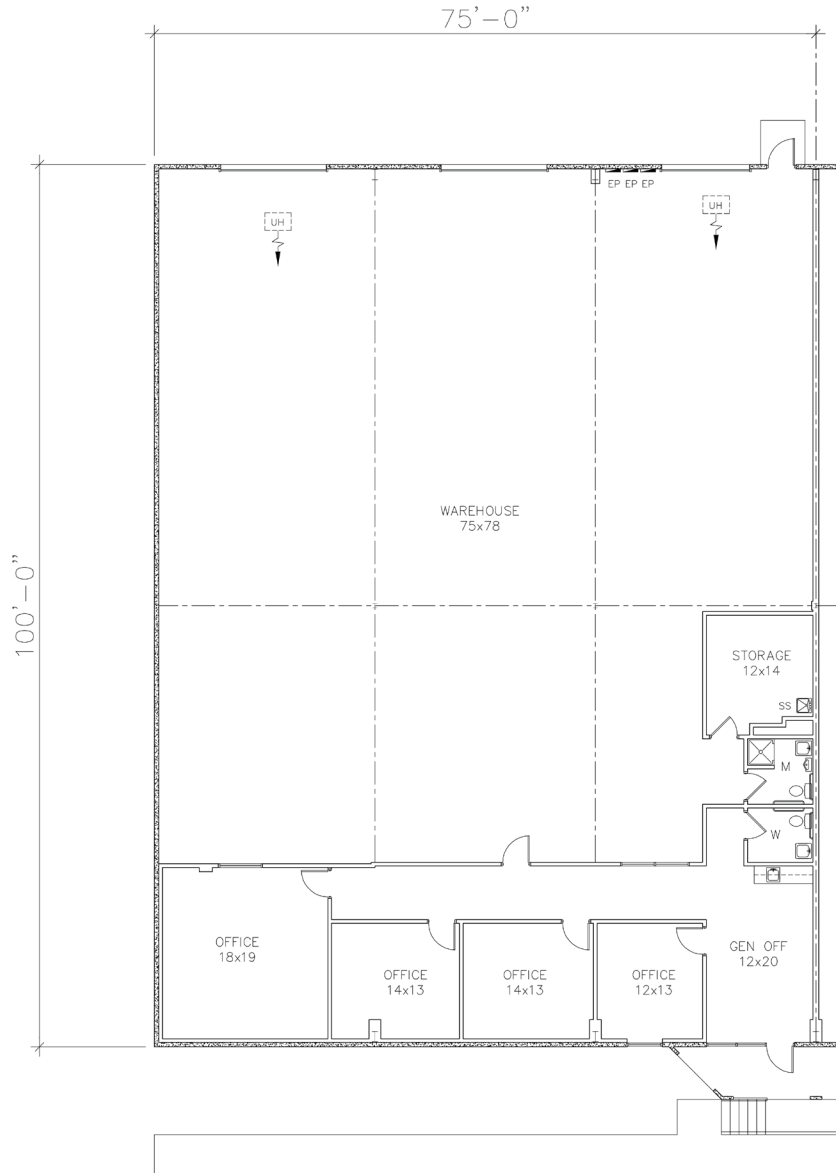 75'-0"
EP EP EP
UH
UH
WAREHOUSE
75x78
100'-0"
STORAGE
12x14
SS
M
W
OFFICE
18x19
OFFICE
14x13
OFFICE
14x13
OFFICE
12x13
GEN OFF
12x20